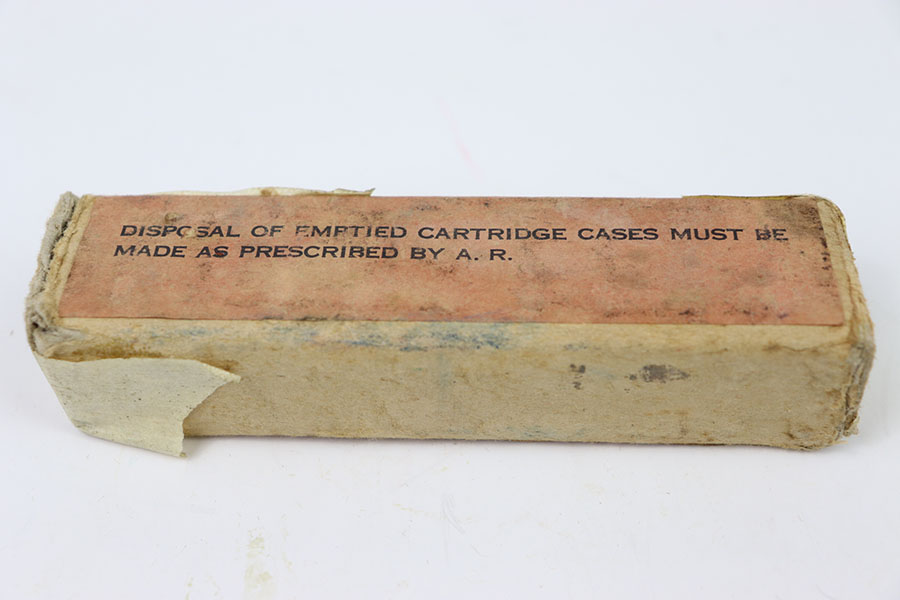 DISPOSAL OF EMPTIED CARTRIDGE CASES MUST BE
MADE AS PRESCRIBED BY A. R.